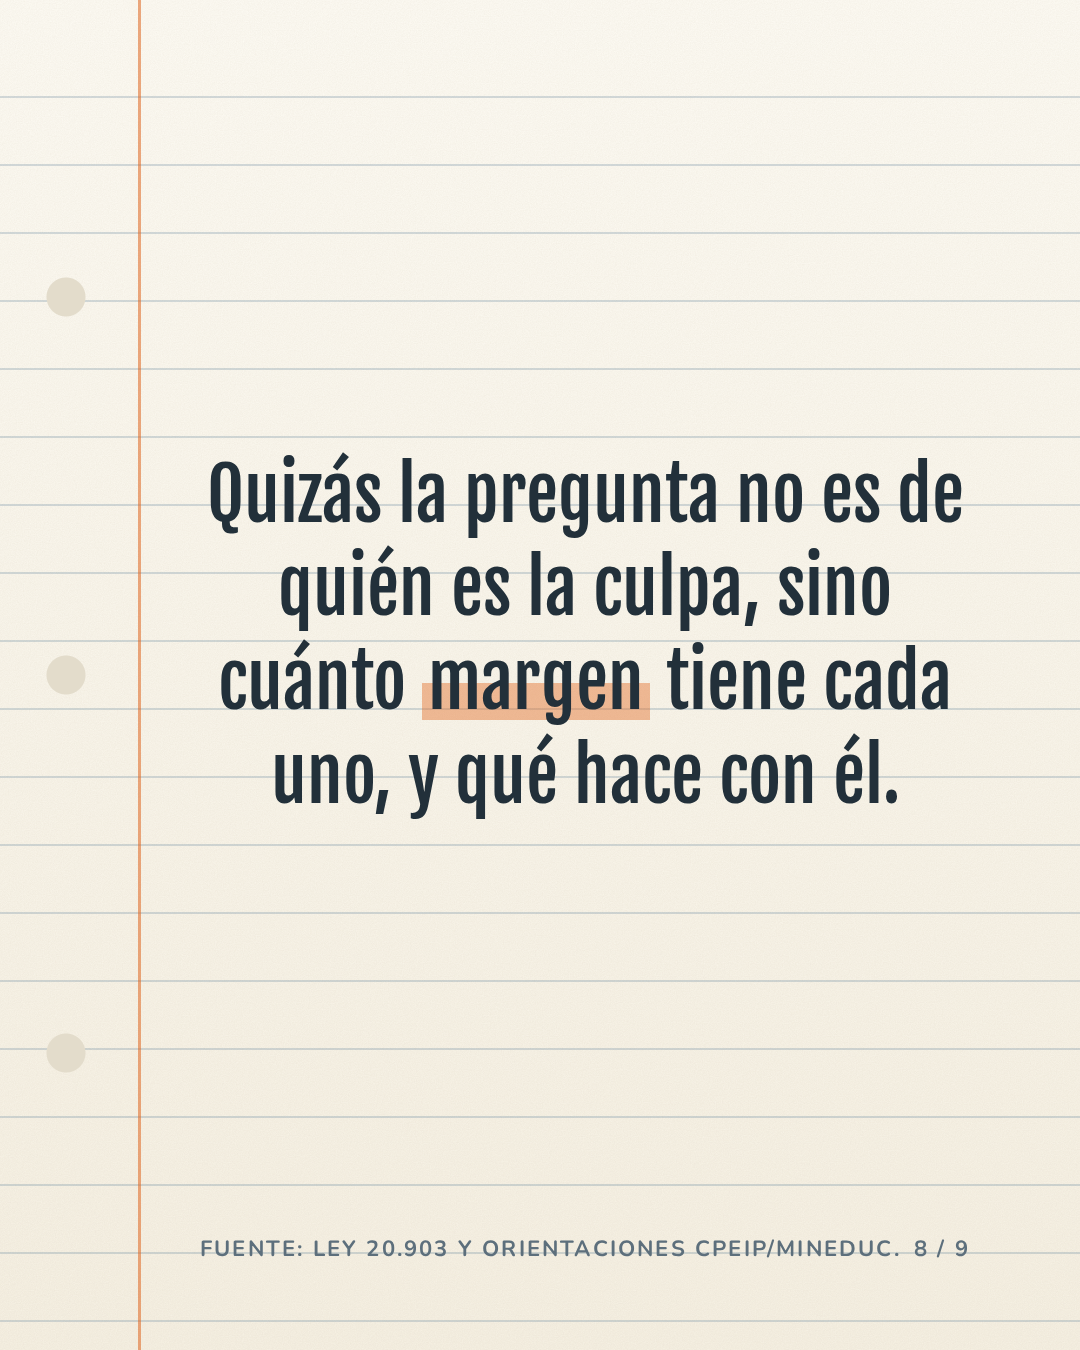 Quizás la pregunta no es de
quién es la culpa, sino
cuánto margen tiene cada
uno, y qué hace con él.
FUENTE: LEY 20.903 Y ORIENTACIONES CPEIP/MINEDUC. 8 / 9